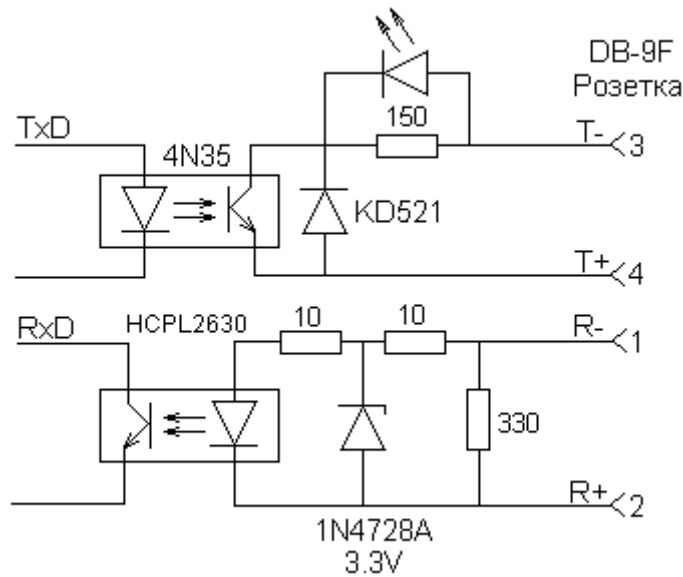 DB-9F
Розетка
150
TxD
4N35
T-
3
KD521
T+
4
RxD
HCPL2630
10
10
R-
1
330
R+
2
1N4728A
3.3V